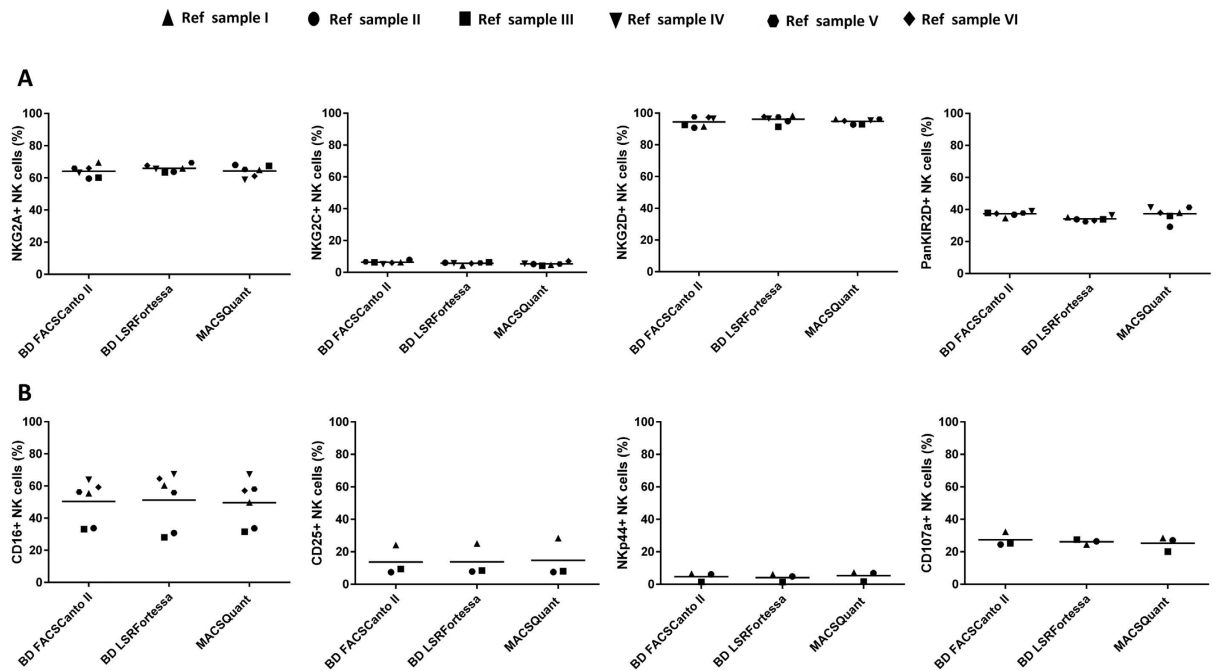 Ref sample I Ref sample II Ref sample III Ref sample IV Ref sample V Ref sample VI
A
NKG2A+ NK cells (%)
100
80
60
40
20
0
BD FACSCanto II
BD LSRFortessa
MACSQuant
NKG2C+ NK cells (%)
100
80
60
40
20
0
BD FACSCanto II
BD LSRFortessa
MACSQuant
NKG2D+ NK cells (%)
100
80
60
40
20
0
BD FACSCanto II
BD LSRFortessa
MACSQuant
PanKIR2D+ NK cells (%)
100
80
60
40
20
0
BD FACSCanto II
BD LSRFortessa
MACSQuant
B
CD16+ NK cells (%)
100
80
60
40
20
0
BD FACSCanto II
BD LSRFortessa
MACSQuant
CD25+ NK cells (%)
100
80
60
40
20
0
BD FACSCanto II
BD LSRFortessa
MACSQuant
NKp44+ NK cells (%)
100
80
60
40
20
0
BD FACSCanto II
BD LSRFortessa
MACSQuant
CD107a+ NK cells (%)
100
80
60
40
20
0
BD FACSCanto II
BD LSRFortessa
MACSQuant